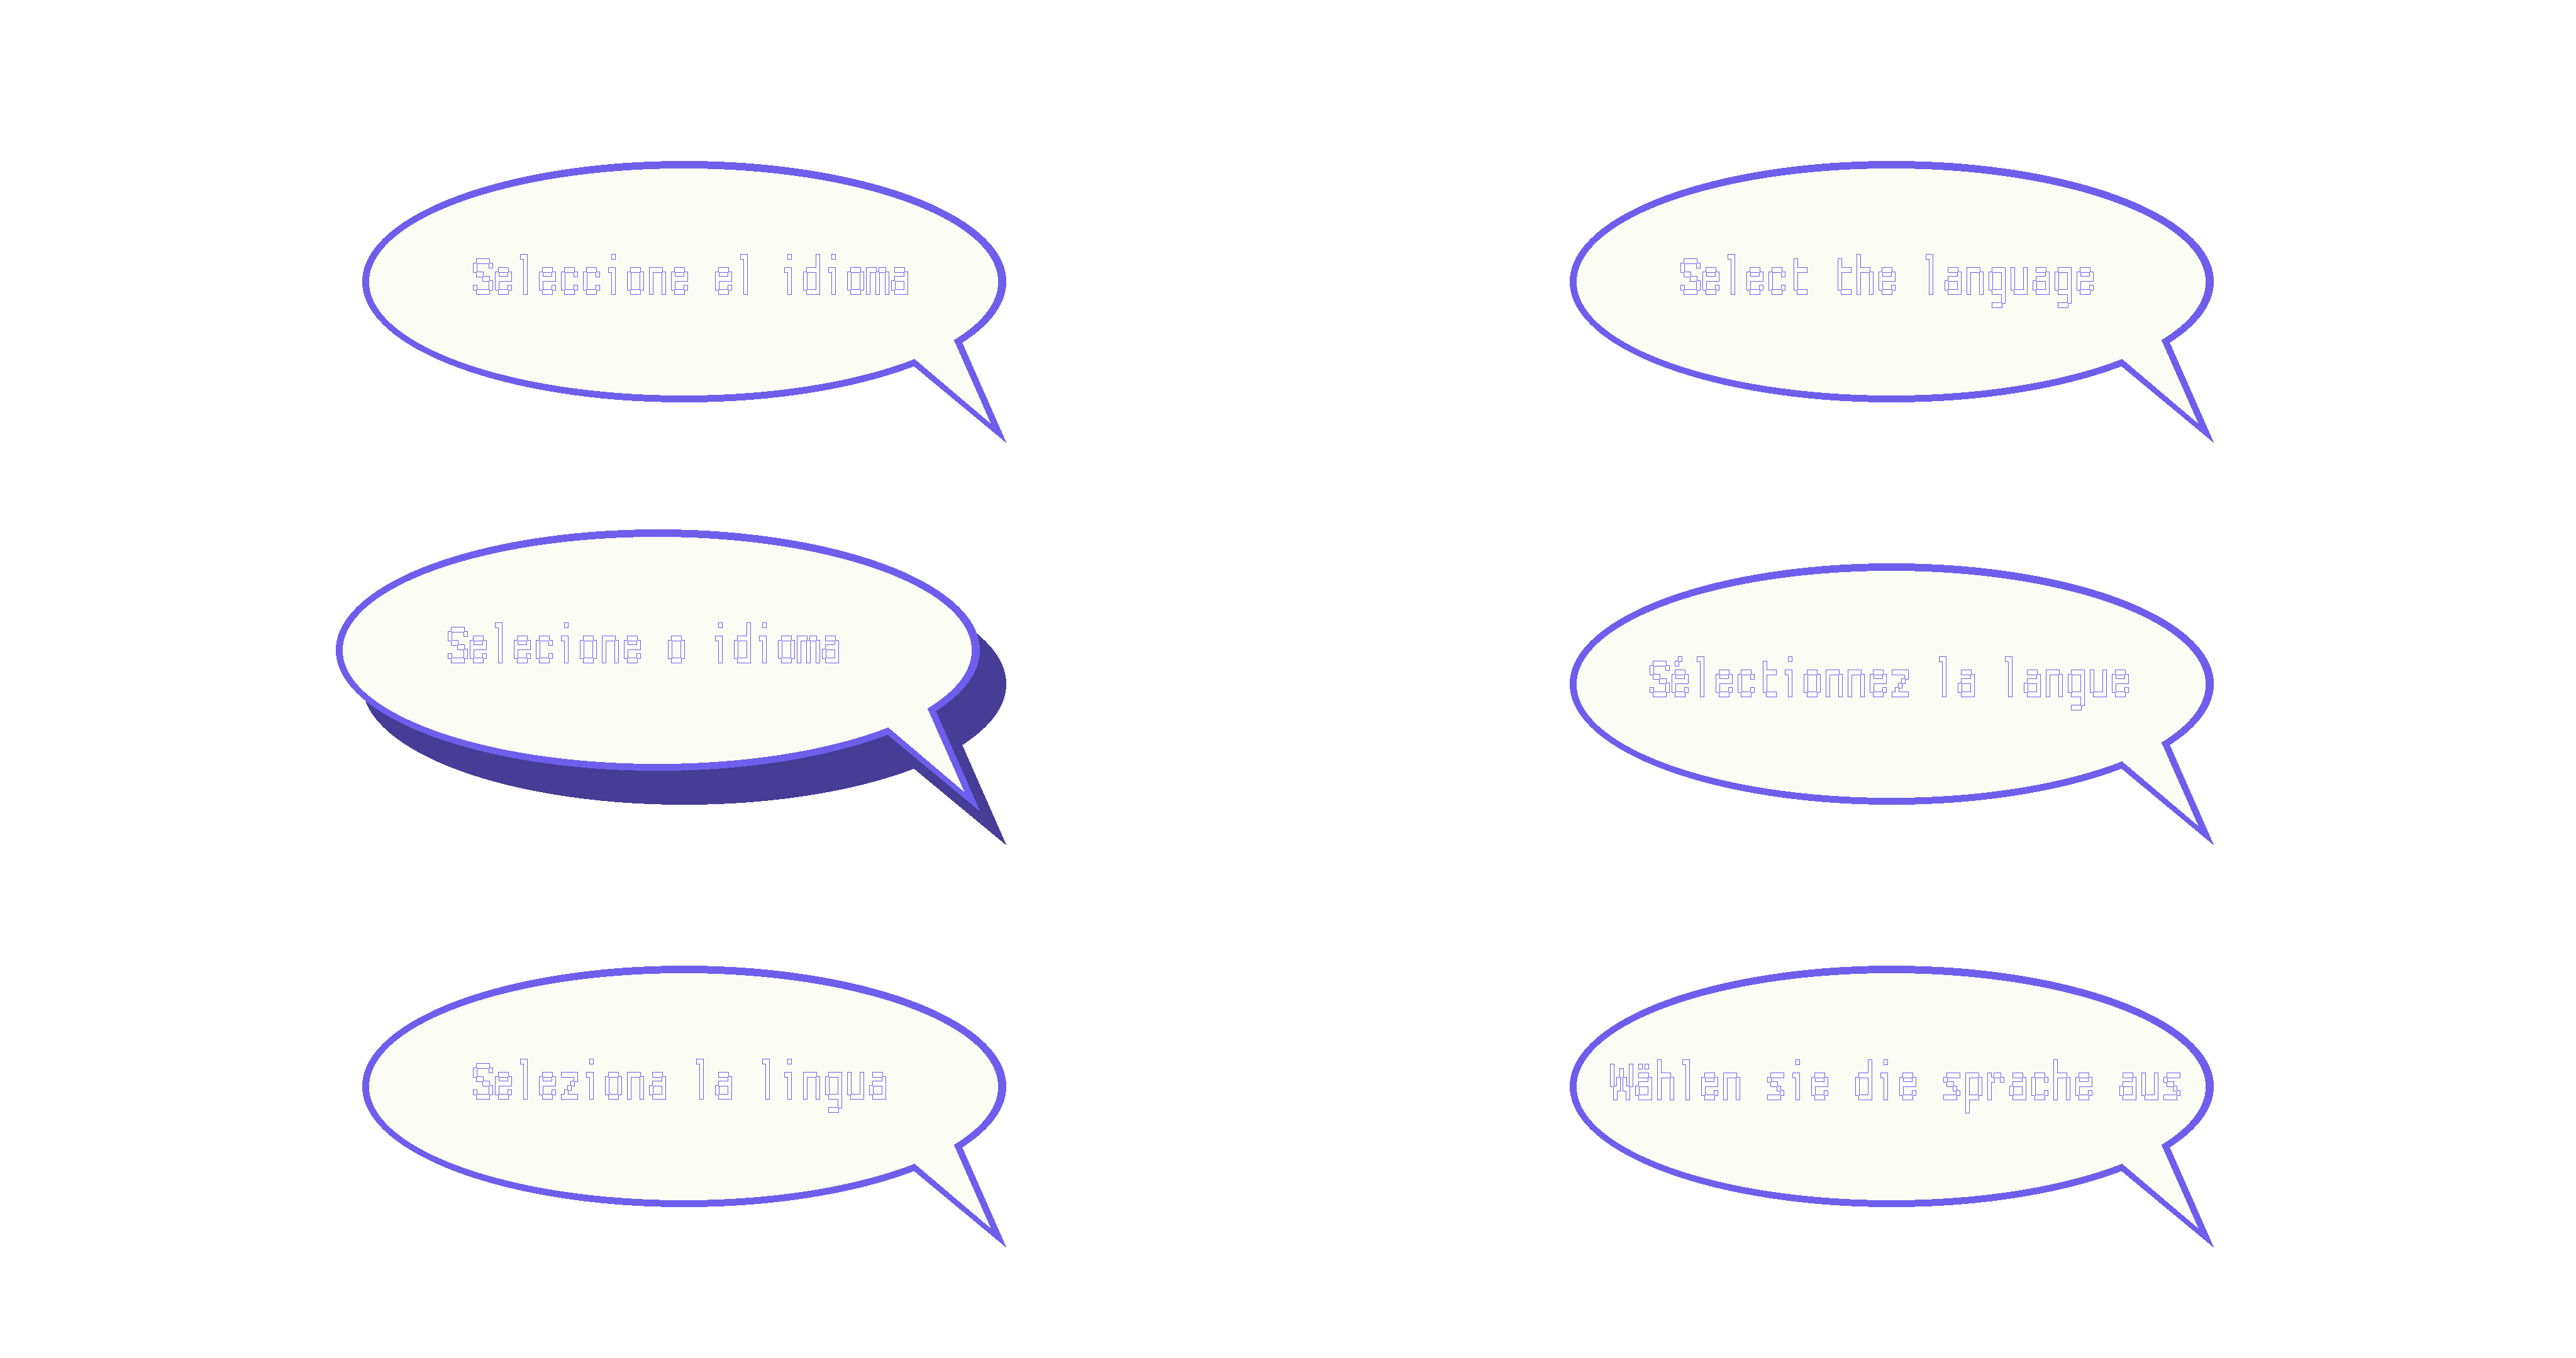 Seleccione el idioma
Select the language
Selecione o idioma
Sélectionnez la langue
Seleziona la lingua
Wählen sie die sprache aus